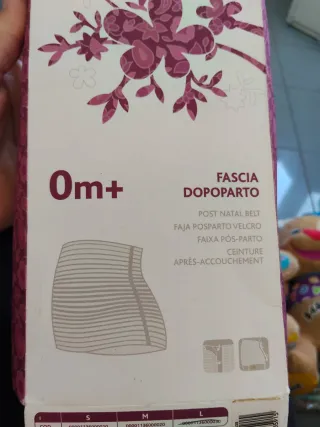 0m+
FASCIA
DOPOPARTO
POST NATAL BELT
FAJA POSPARTO VELCRO
FAIXA PÓS-PARTO
CEINTURE
APRÈS-ACCOUCHEMENT
S M L